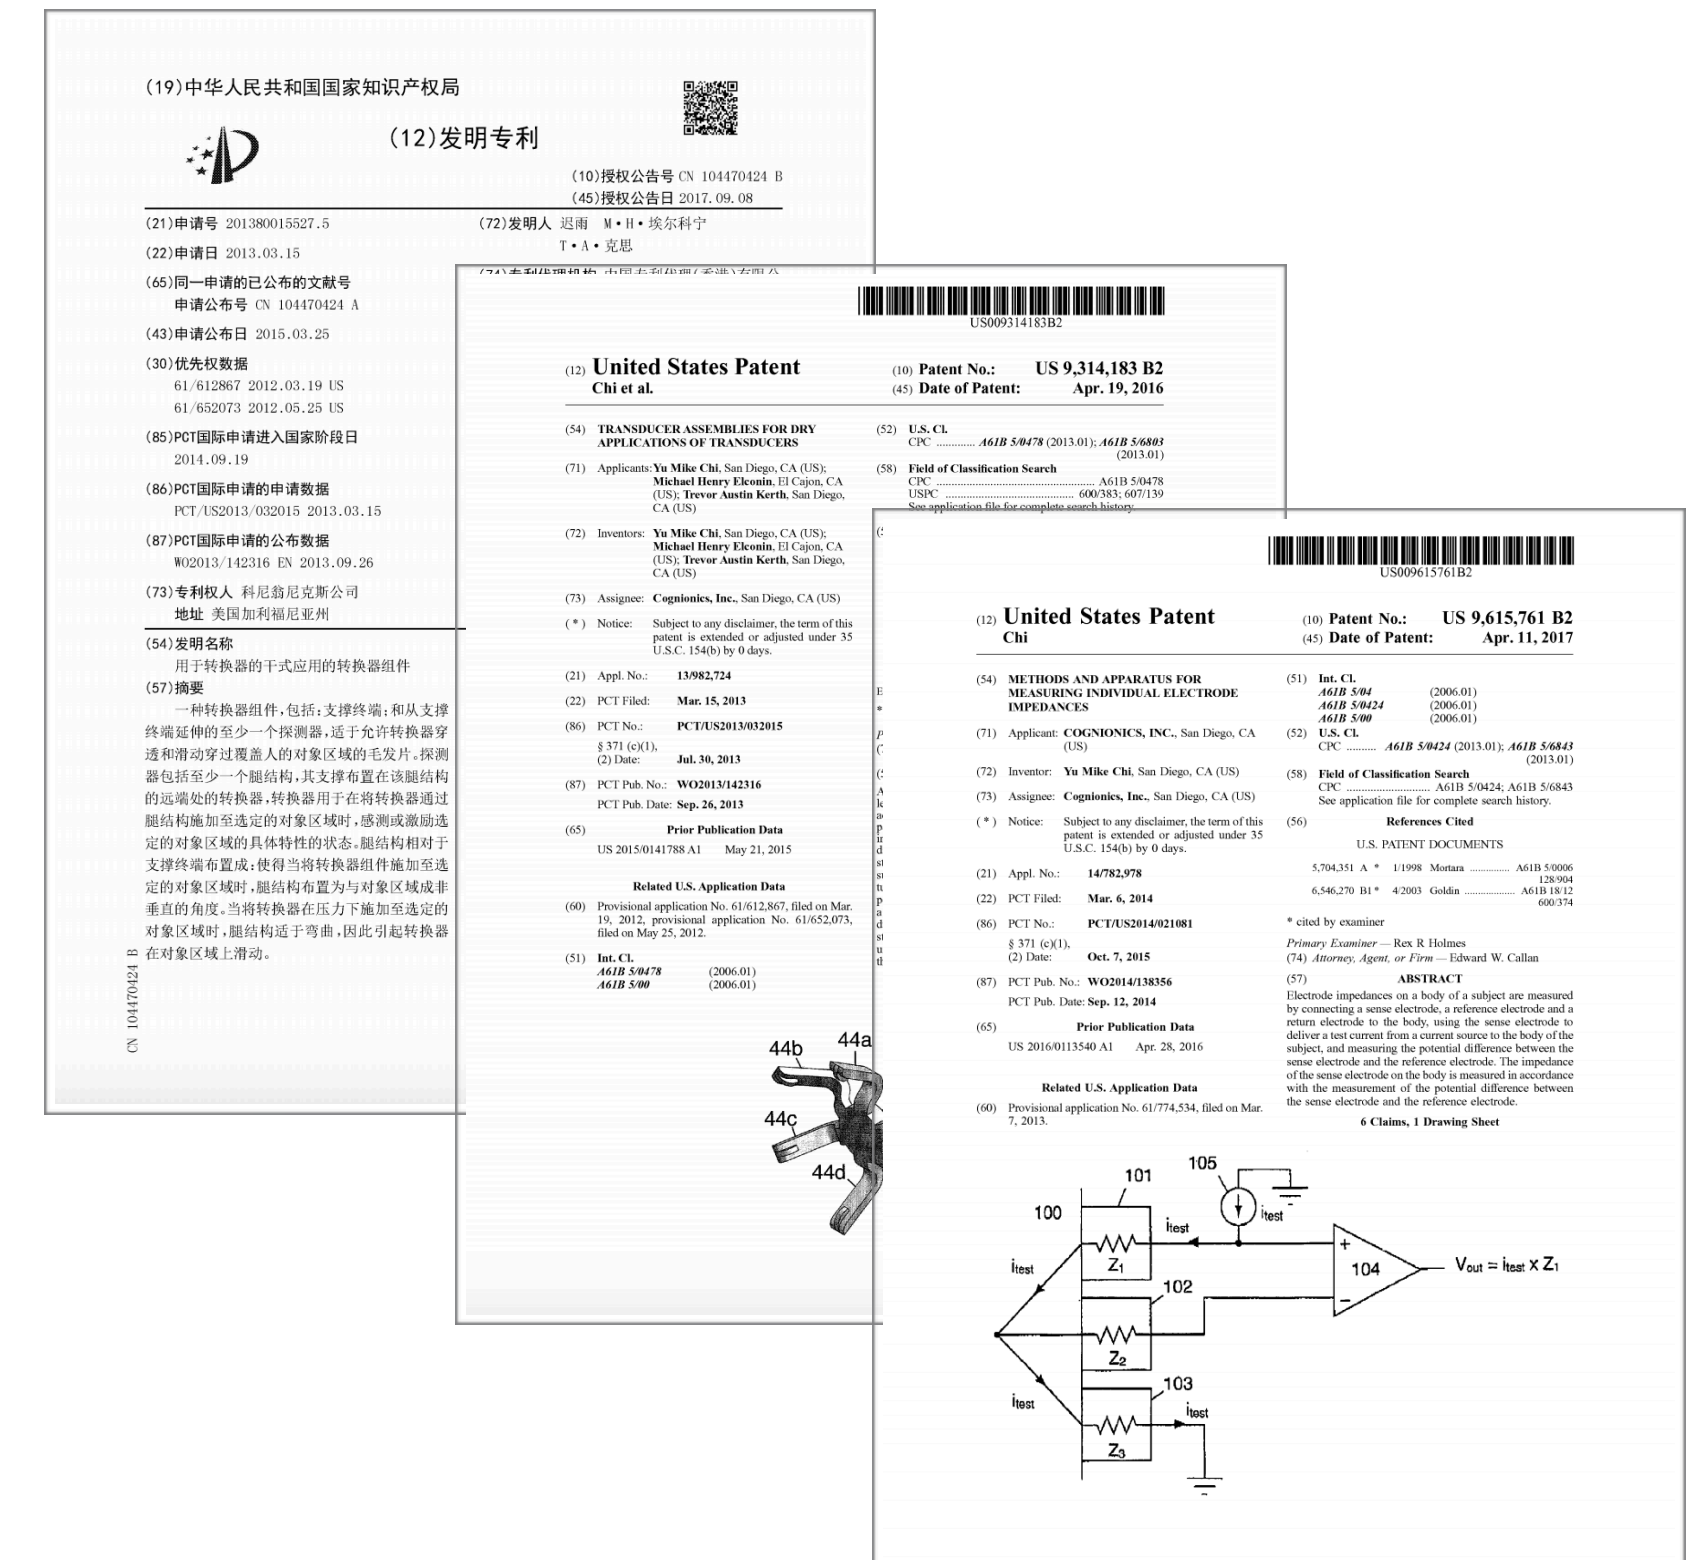 (19)中华人民共和国国家知识产权局
(12)发明专利
(10)授权公告号 CN 104470424 B
(45)授权公告日 2017.09.08
(21)申请号 201380015527.5
(22)申请日 2013.03.15
(65)同一申请的已公布的文献号
申请公布号 CN 104470424 A
(43)申请公布日 2015.03.25
(30)优先权数据
61/612867 2012.03.19 US
61/652073 2012.05.25 US
(85)PCT国际申请进入国家阶段日
2014.09.19
(86)PCT国际申请的申请数据
PCT/US2013/032015 2013.03.15
(87)PCT国际申请的公布数据
WO2013/142316 EN 2013.09.26
(73)专利权人 科尼翁尼克斯公司
地址 美国加利福尼亚州
(72)发明人 迟雨 M·H·埃尔科宁
T·A·克思
(74)专利代理机构 中国专利代理(香港)有限公
(54)发明名称
用于转换器的干式应用的转换器组件
(57)摘要
一种转换器组件,包括:支撑终端;和从支撑
终端延伸的至少一个探测器,适于允许转换器穿
透和滑动穿过覆盖人的对象区域的毛发片。探测
器包括至少一个腿结构,其支撑布置在该腿结构
的远端处的转换器,转换器用于在将转换器通过
腿结构施加至选定的对象区域时,感测或激励选
定的对象区域的具体特性的状态。腿结构相对于
支撑终端布置成:使得当将转换器组件施加至选
定的对象区域时,腿结构布置为与对象区域成非
垂直的角度。当将转换器在压力下施加至选定的
对象区域时,腿结构适于弯曲,因此引起转换器
在对象区域上滑动。
CN 104470424 B
US009314183B2
(12) United States Patent
Chi et al.
(10) Patent No.: US 9,314,183 B2
(45) Date of Patent: Apr. 19, 2016
(54) TRANSDUCER ASSEMBLIES FOR DRY
APPLICATIONS OF TRANSDUCERS
(71) Applicants: Yu Mike Chi, San Diego, CA (US);
Michael Henry Elconin, El Cajon, CA
(US); Trevor Austin Kerth, San Diego,
CA (US)
(72) Inventors: Yu Mike Chi, San Diego, CA (US);
Michael Henry Elconin, El Cajon, CA
(US); Trevor Austin Kerth, San Diego,
CA (US)
(73) Assignee: Cognionics, Inc., San Diego, CA (US)
( * ) Notice: Subject to any disclaimer, the term of this
patent is extended or adjusted under 35
U.S.C. 154(b) by 0 days.
(21) Appl. No.: 13/982,724
(22) PCT Filed: Mar. 15, 2013
(86) PCT No.: PCT/US2013/032015
§ 371 (c)(1),
(2) Date: Jul. 30, 2013
(87) PCT Pub. No.: WO2013/142316
PCT Pub. Date: Sep. 26, 2013
(65) Prior Publication Data
US 2015/0141788 A1 May 21, 2015
Related U.S. Application Data
(60) Provisional application No. 61/612,867, filed on Mar.
19, 2012, provisional application No. 61/652,073,
filed on May 25, 2012.
(51) Int. Cl.
A61B 5/0478 (2006.01)
A61B 5/00 (2006.01)
(52) U.S. Cl.
CPC ............. A61B 5/0478 (2013.01); A61B 5/6803
(2013.01)
(58) Field of Classification Search
CPC ..................................................... A61B 5/0478
USPC ........................................... 600/383; 607/139
See application file for complete search history.
44b
44a
44c
44d
US009615761B2
(12) United States Patent
Chi
(10) Patent No.: US 9,615,761 B2
(45) Date of Patent: Apr. 11, 2017
(54) METHODS AND APPARATUS FOR
MEASURING INDIVIDUAL ELECTRODE
IMPEDANCES
(71) Applicant: COGNIONICS, INC., San Diego, CA
(US)
(72) Inventor: Yu Mike Chi, San Diego, CA (US)
(73) Assignee: Cognionics, Inc., San Diego, CA (US)
( * ) Notice: Subject to any disclaimer, the term of this
patent is extended or adjusted under 35
U.S.C. 154(b) by 0 days.
(21) Appl. No.: 14/782,978
(22) PCT Filed: Mar. 6, 2014
(86) PCT No.: PCT/US2014/021081
§ 371 (c)(1),
(2) Date: Oct. 7, 2015
(87) PCT Pub. No.: WO2014/138356
PCT Pub. Date: Sep. 12, 2014
(65) Prior Publication Data
US 2016/0113540 A1 Apr. 28, 2016
Related U.S. Application Data
(60) Provisional application No. 61/774,534, filed on Mar.
7, 2013.
(51) Int. Cl.
A61B 5/04 (2006.01)
A61B 5/0424 (2006.01)
A61B 5/00 (2006.01)
(52) U.S. Cl.
CPC .......... A61B 5/0424 (2013.01); A61B 5/6843
(2013.01)
(58) Field of Classification Search
CPC ............................ A61B 5/0424; A61B 5/6843
See application file for complete search history.
(56) References Cited
U.S. PATENT DOCUMENTS
5,704,351 A * 1/1998 Mortara .............. A61B 5/0006
128/904
6,546,270 B1 * 4/2003 Goldin .................. A61B 18/12
600/374
* cited by examiner
Primary Examiner — Rex R Holmes
(74) Attorney, Agent, or Firm — Edward W. Callan
(57) ABSTRACT
Electrode impedances on a body of a subject are measured
by connecting a sense electrode, a reference electrode and a
return electrode to the body, using the sense electrode to
deliver a test current from a current source to the body of the
subject, and measuring the potential difference between the
sense electrode and the reference electrode. The impedance
of the sense electrode on the body is measured in accordance
with the measurement of the potential difference between
the sense electrode and the reference electrode.
6 Claims, 1 Drawing Sheet
100
101
105
itest
itest
Z1
itest
+
104
−
Vout = itest x Z1
102
Z2
103
itest
itest
Z3